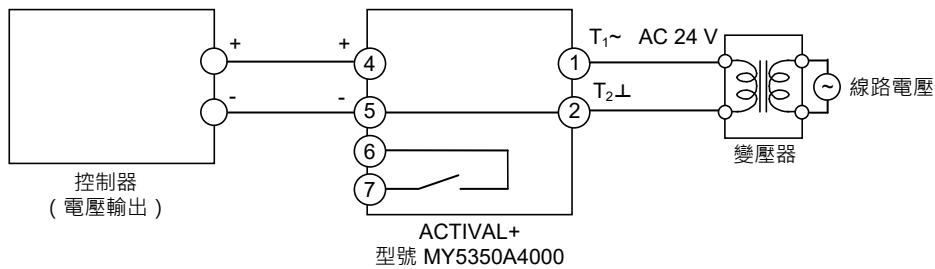 T₁~ AC 24 V
+ +
4 1
T₂⊥
- -
5 2
~ 線路電壓
6
7
變壓器
控制器
(電壓輸出)
ACTIVAL+
型號 MY5350A4000